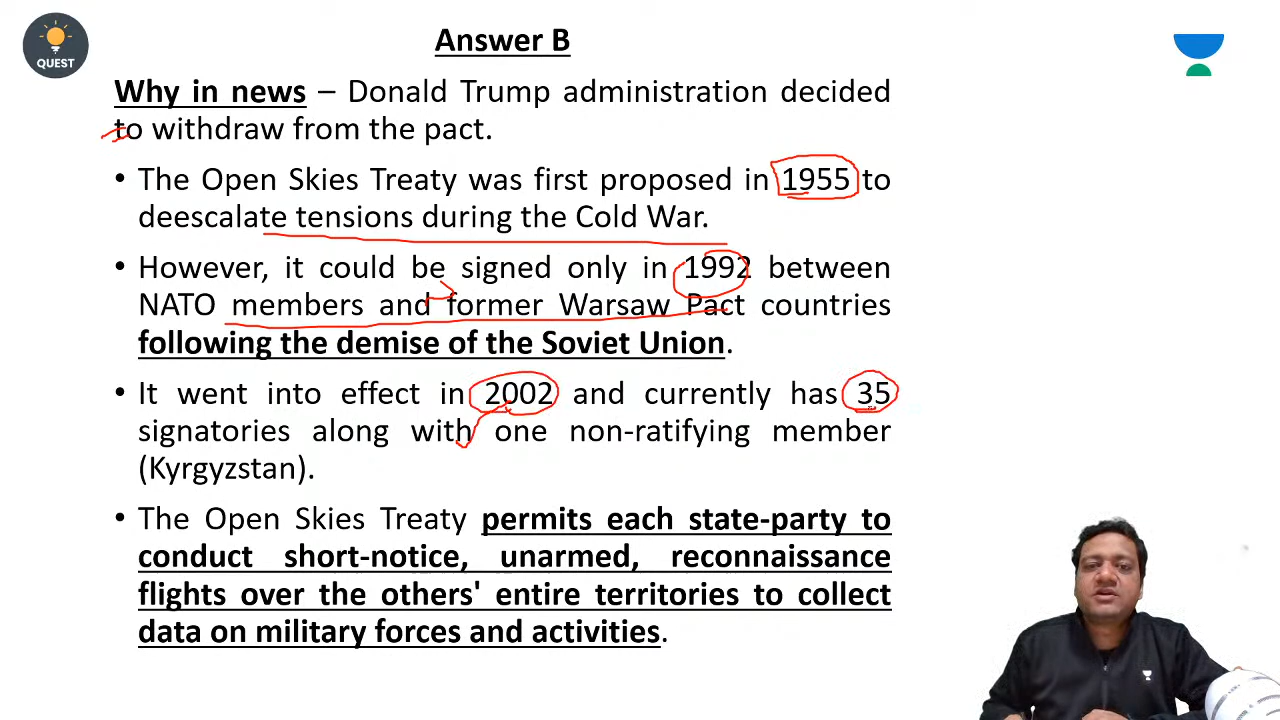 QUEST
Answer B
Why in news – Donald Trump administration decided
to withdraw from the pact.
• The Open Skies Treaty was first proposed in 1955 to
deescalate tensions during the Cold War.
• However, it could be signed only in 1992 between
NATO members and former Warsaw Pact countries
following the demise of the Soviet Union.
• It went into effect in 2002 and currently has 35
signatories along with one non-ratifying member
(Kyrgyzstan).
• The Open Skies Treaty permits each state-party to
conduct short-notice, unarmed, reconnaissance
flights over the others' entire territories to collect
data on military forces and activities.